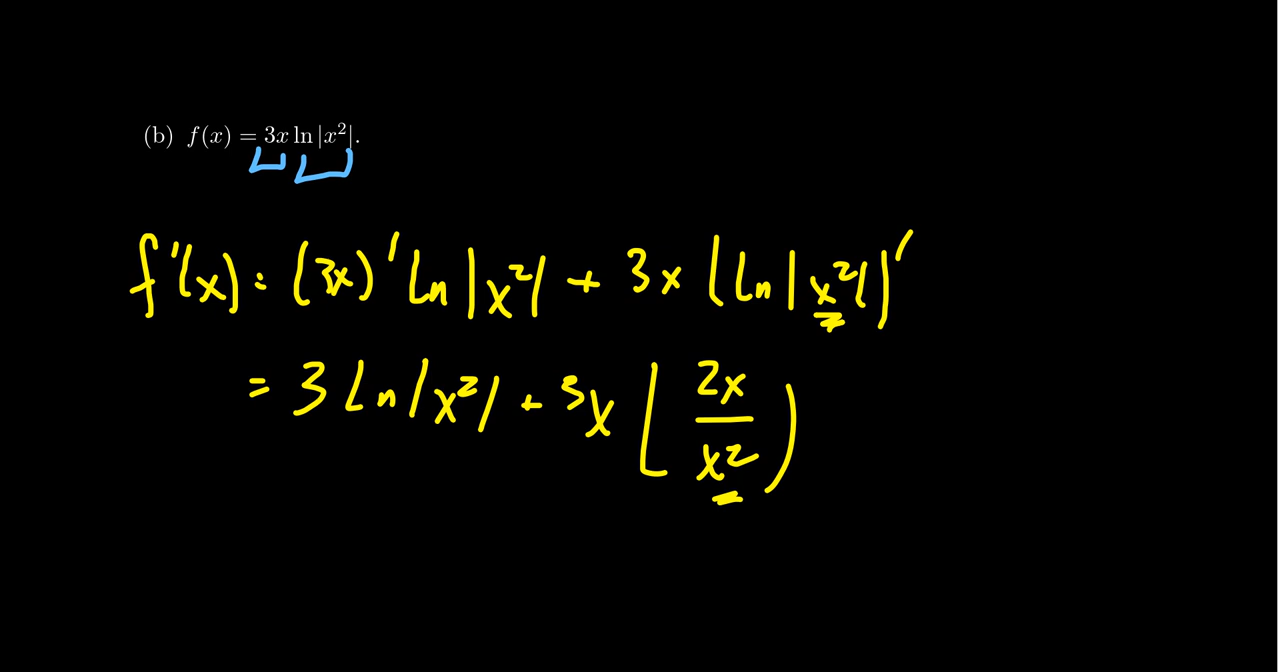 (b) f(x) = 3x ln |x²|.
f'(x) = (3x)' ln |x²| + 3x (ln |x²|)'
= 3 ln |x²| + 3x (2x/x²)